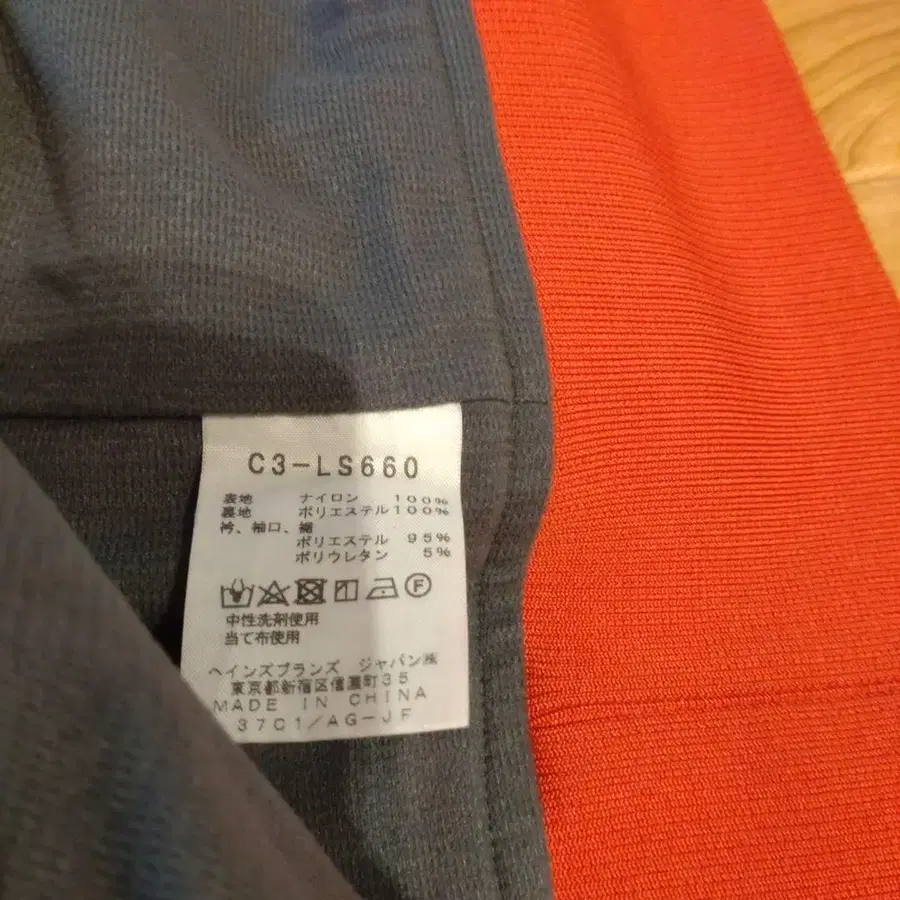 C3-LS660
表地 ナイロン 100%
裏地 ポリエステル100%
衿、袖口、裾
ポリエステル 95%
ポリウレタン 5%
F
中性洗剤使用
当て布使用
ヘインズブランズ ジャパン㈱
東京都新宿区信濃町35
MADE IN CHINA
37C1/AG-JF